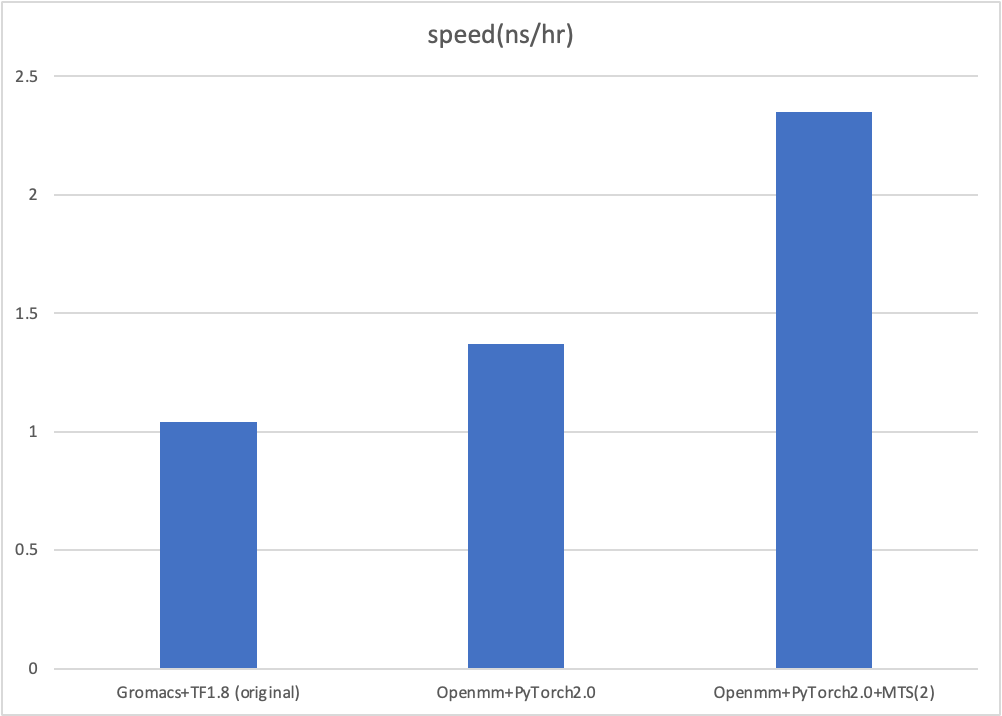 speed(ns/hr)
2.5
2
1.5
1
0.5
0
Gromacs+TF1.8 (original)
Openmm+PyTorch2.0
Openmm+PyTorch2.0+MTS(2)